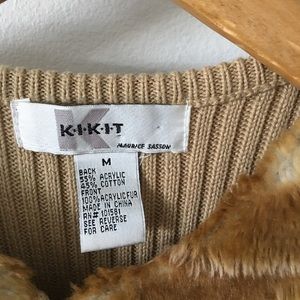 K·I·K·I·T
MAURICE SASSON
M
BACK
55% ACRYLIC
45% COTTON
FRONT
100% ACRYLIC FUR
MADE IN CHINA
RN# 101581
SEE REVERSE
FOR CARE